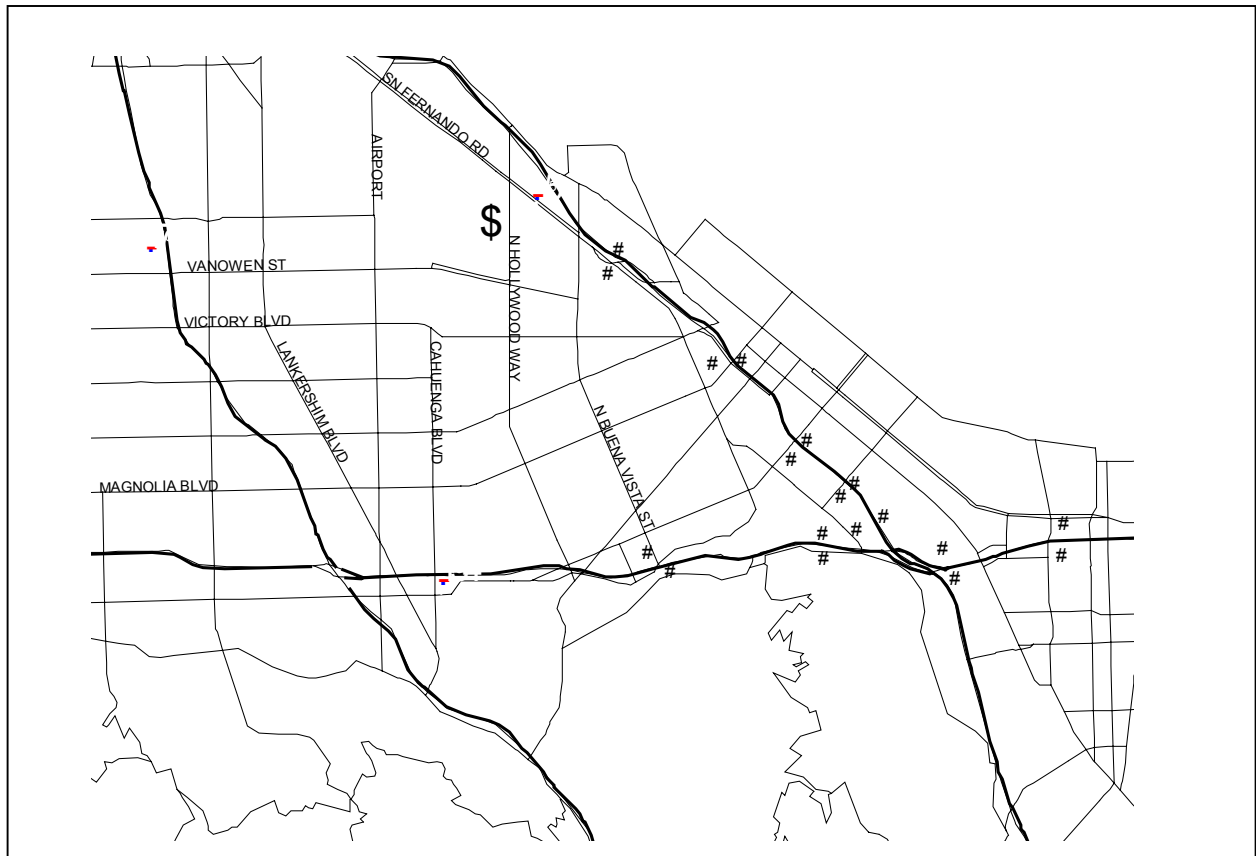 SN FERNANDO RD
AIRPORT
$
N HOLLYWOOD WAY
#
#
VANOWEN ST
VICTORY BLVD
LANKERSHIM BLVD
CAHUENGA BLVD
#
#
N BUENA VISTA ST
#
#
MAGNOLIA BLVD
#
#
#
#
#
#
#
#
#
#
#
#
#